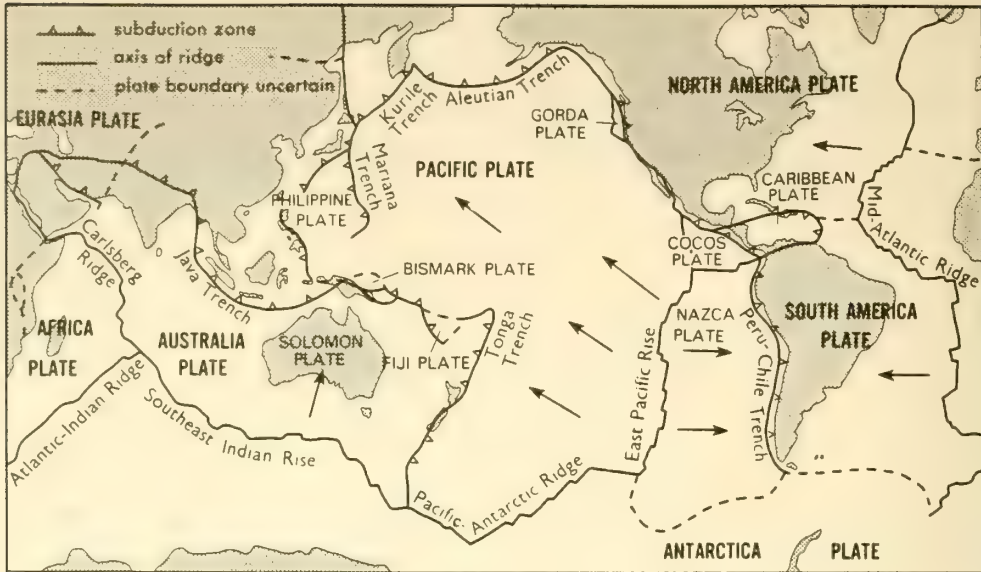 subduction zone
axis of ridge
plate boundary uncertain
EURASIA PLATE
Kurile
Trench
Aleutian Trench
NORTH AMERICA PLATE
GORDA
PLATE
Mariana
Trench
PACIFIC PLATE
PHILIPPINE
PLATE
CARIBBEAN
PLATE
Mid-Atlantic Ridge
Carlsberg
Ridge
Java Trench
BISMARK PLATE
COCOS
PLATE
AFRICA
PLATE
AUSTRALIA
PLATE
SOLOMON
PLATE
FIJI PLATE
Tonga
Trench
NAZCA
PLATE
Peru-Chile Trench
SOUTH AMERICA
PLATE
East Pacific Rise
Atlantic-Indian Ridge
Southeast Indian Rise
Pacific-Antarctic Ridge
ANTARCTICA PLATE